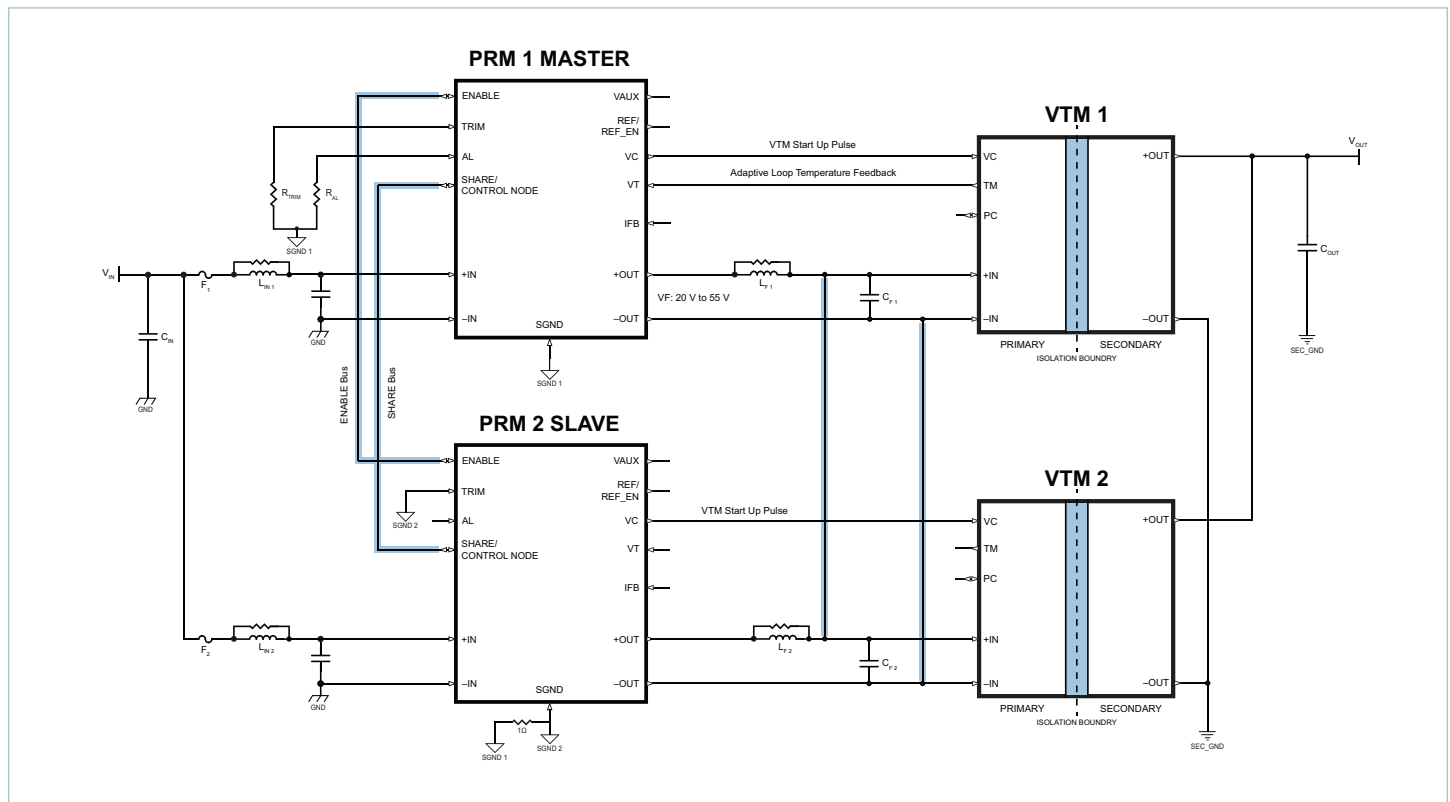 PRM 1 MASTER
ENABLE
TRIM
AL
SHARE/
CONTROL NODE
+IN
–IN
VAUX
REF/
REF_EN
VC
VT
IFB
+OUT
–OUT
SGND
SGND 1
R TRIM
R AL
SGND 1
V IN
F 1
L IN 1
GND
C IN
GND
ENABLE Bus
SHARE Bus
VTM Start Up Pulse
Adaptive Loop Temperature Feedback
L F 1
VF: 20 V to 55 V
C F 1
VTM 1
VC
TM
PC
+IN
–IN
+OUT
–OUT
PRIMARY
SECONDARY
ISOLATION BOUNDRY
V OUT
C OUT
SEC_GND
PRM 2 SLAVE
ENABLE
TRIM
AL
SHARE/
CONTROL NODE
+IN
–IN
VAUX
REF/
REF_EN
VC
VT
IFB
+OUT
–OUT
SGND
SGND 2
F 2
L IN 2
GND
1Ω
SGND 1
SGND 2
VTM Start Up Pulse
L F 2
C F 2
VTM 2
VC
TM
PC
+IN
–IN
+OUT
–OUT
PRIMARY
SECONDARY
ISOLATION BOUNDRY
SEC_GND